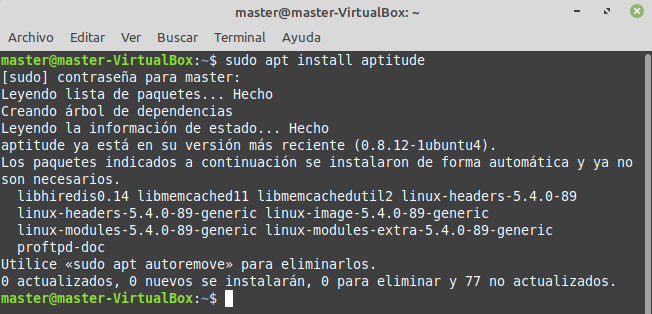 master@master-VirtualBox: ~
Archivo Editar Ver Buscar Terminal Ayuda
master@master-VirtualBox:~$ sudo apt install aptitude
[sudo] contraseña para master:
Leyendo lista de paquetes... Hecho
Creando árbol de dependencias
Leyendo la información de estado... Hecho
aptitude ya está en su versión más reciente (0.8.12-1ubuntu4).
Los paquetes indicados a continuación se instalaron de forma automática y ya no
son necesarios.
  libhiredis0.14 libmemcached11 libmemcachedutil2 linux-headers-5.4.0-89
  linux-headers-5.4.0-89-generic linux-image-5.4.0-89-generic
  linux-modules-5.4.0-89-generic linux-modules-extra-5.4.0-89-generic
  proftpd-doc
Utilice «sudo apt autoremove» para eliminarlos.
0 actualizados, 0 nuevos se instalarán, 0 para eliminar y 77 no actualizados.
master@master-VirtualBox:~$